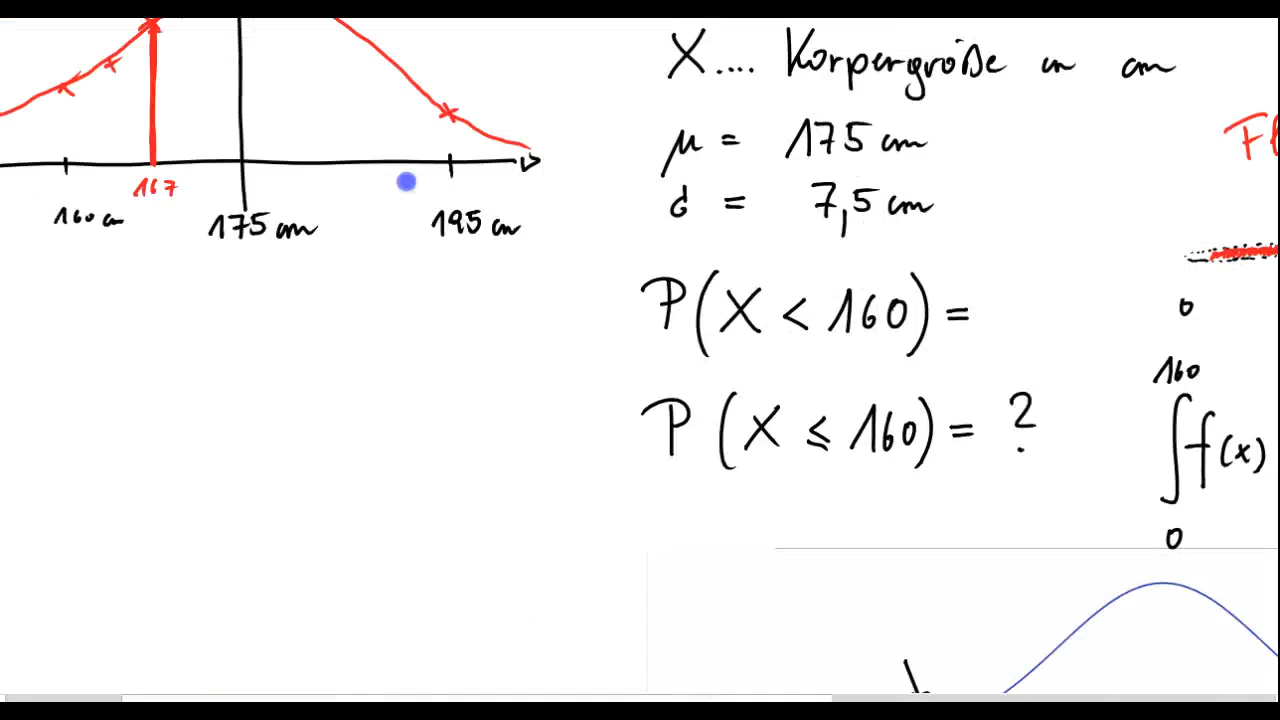 X.... Körpergröße in cm
μ = 175 cm
σ = 7,5 cm
P(X < 160) =
P(X ≤ 160) = ?
167
160 cm
175 cm
195 cm
0
160
∫f(x)
0